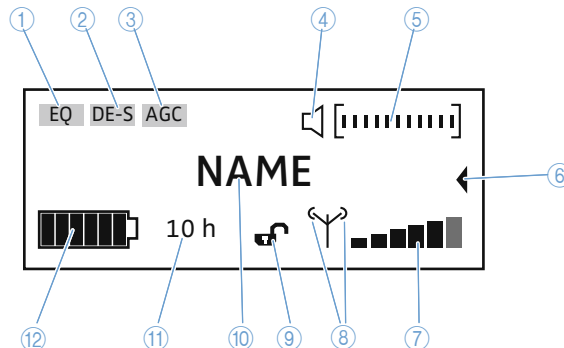 ① ② ③ ④ ⑤
EQ DE-S AGC
NAME
⑥
10 h
⑫ ⑪ ⑩ ⑨ ⑧ ⑦